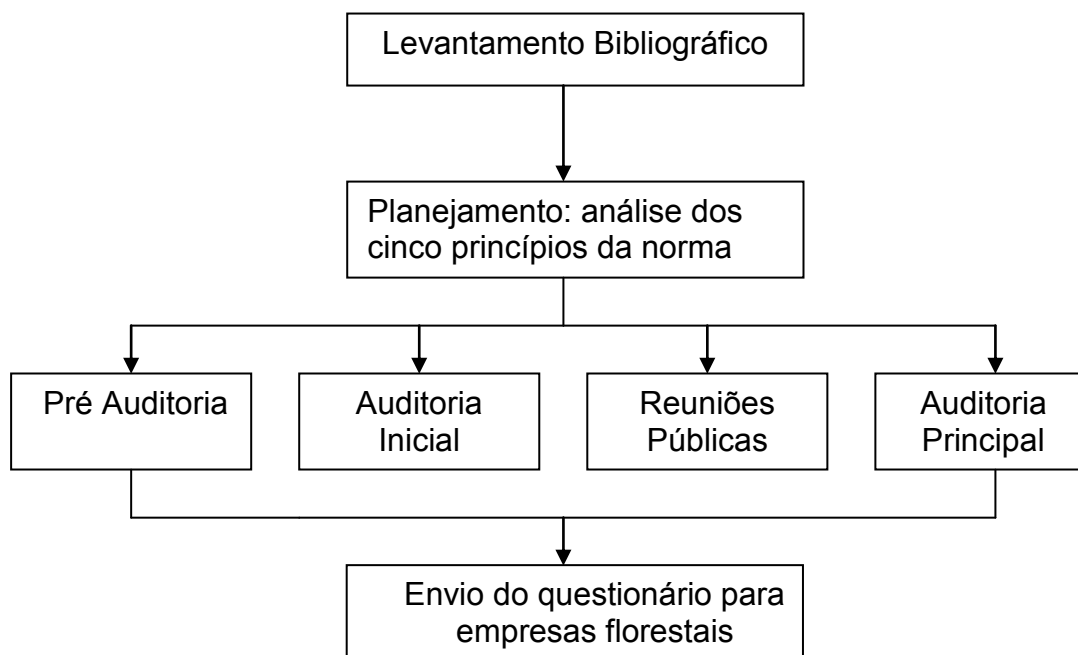 Levantamento Bibliográfico
Planejamento: análise dos
cinco princípios da norma
Pré Auditoria
Auditoria
Inicial
Reuniões
Públicas
Auditoria
Principal
Envio do questionário para
empresas florestais